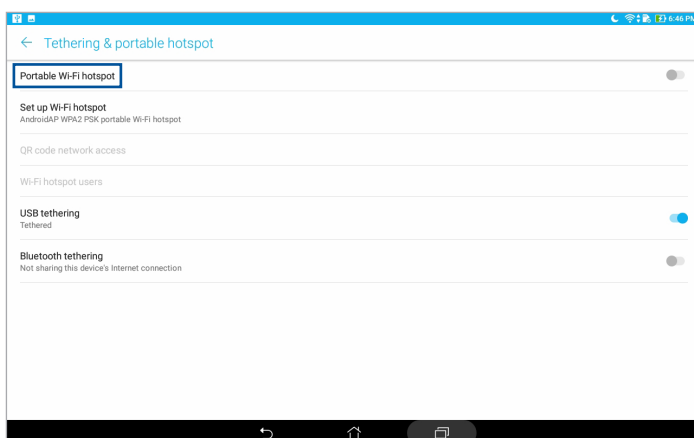 6:46 PM
Tethering & portable hotspot
Portable Wi-Fi hotspot
Set up Wi-Fi hotspot
AndroidAP WPA2 PSK portable Wi-Fi hotspot
QR code network access
Wi-Fi hotspot users
USB tethering
Tethered
Bluetooth tethering
Not sharing this device's Internet connection